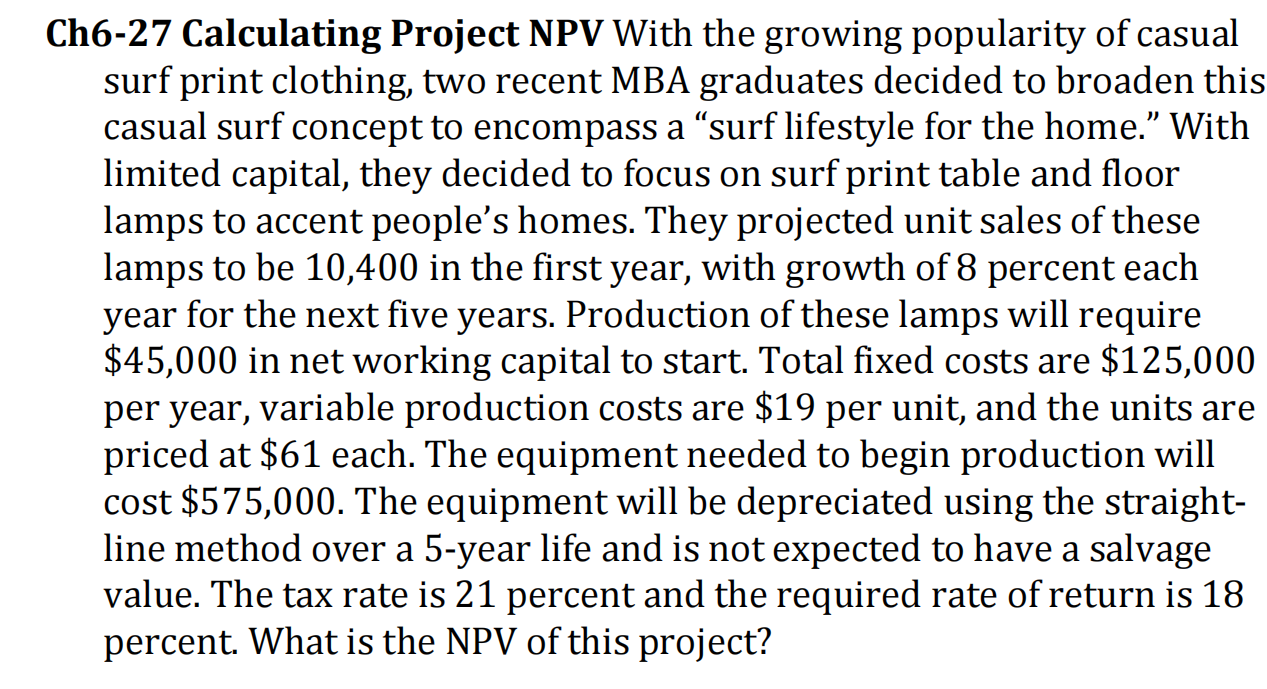 Ch6-27 Calculating Project NPV With the growing popularity of casual
surf print clothing, two recent MBA graduates decided to broaden this
casual surf concept to encompass a “surf lifestyle for the home.” With
limited capital, they decided to focus on surf print table and floor
lamps to accent people’s homes. They projected unit sales of these
lamps to be 10,400 in the first year, with growth of 8 percent each
year for the next five years. Production of these lamps will require
$45,000 in net working capital to start. Total fixed costs are $125,000
per year, variable production costs are $19 per unit, and the units are
priced at $61 each. The equipment needed to begin production will
cost $575,000. The equipment will be depreciated using the straight-
line method over a 5-year life and is not expected to have a salvage
value. The tax rate is 21 percent and the required rate of return is 18
percent. What is the NPV of this project?